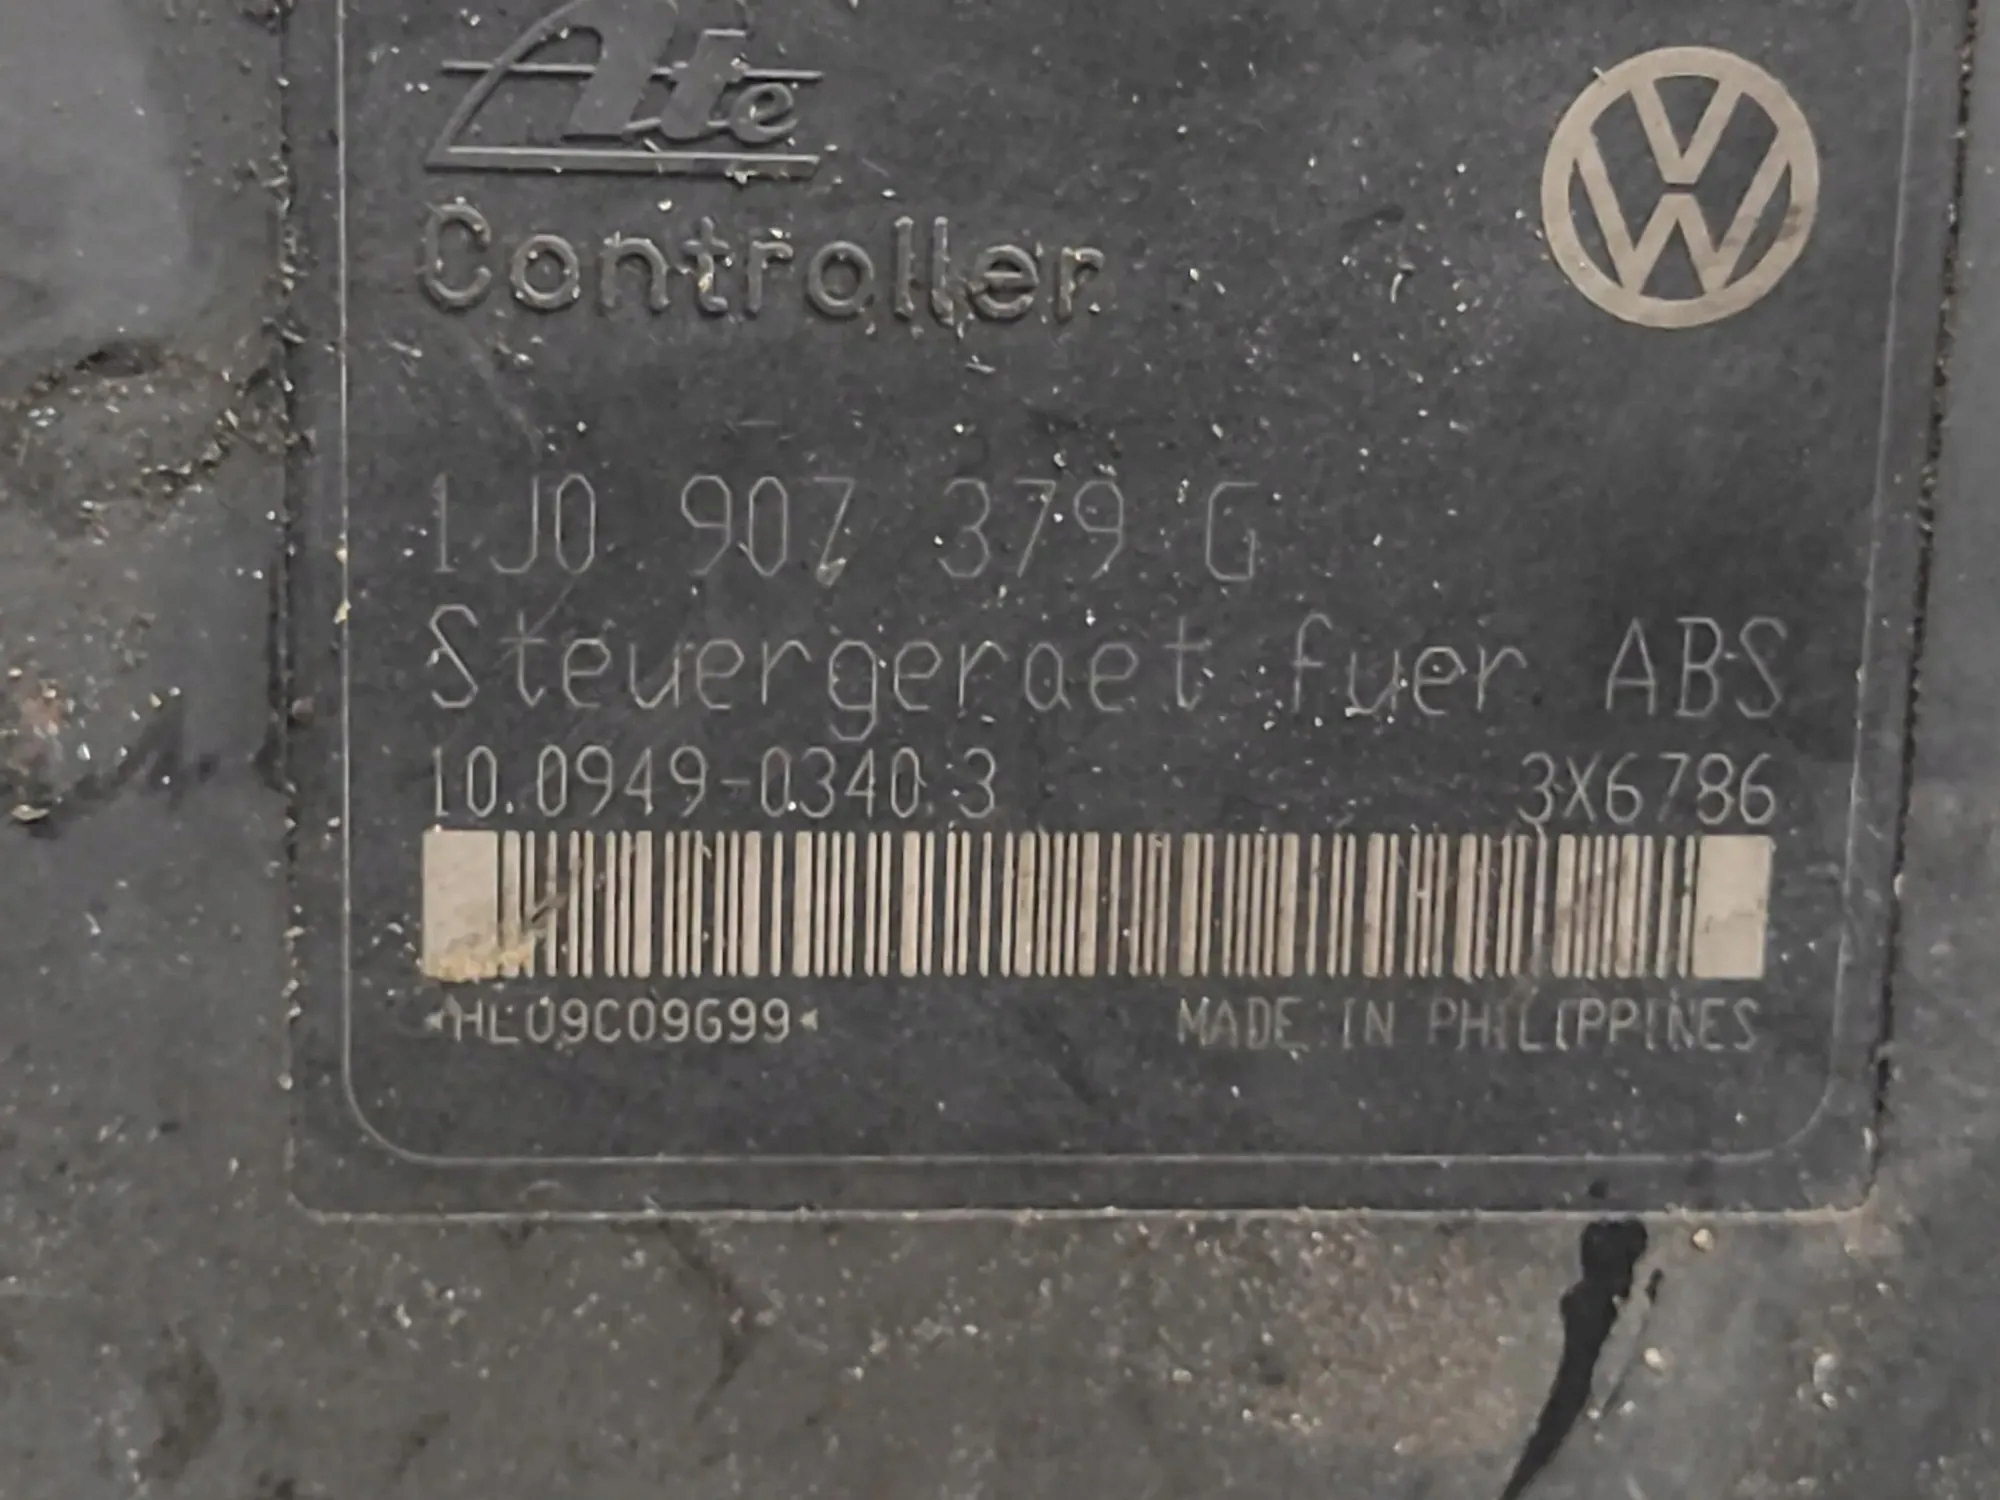 Ate
Controller
1J0 907 379 G
Steuergeraet fuer ABS
10.0949-0340.3 3X6786
HL09C09G99 MADE IN PHILIPPINES